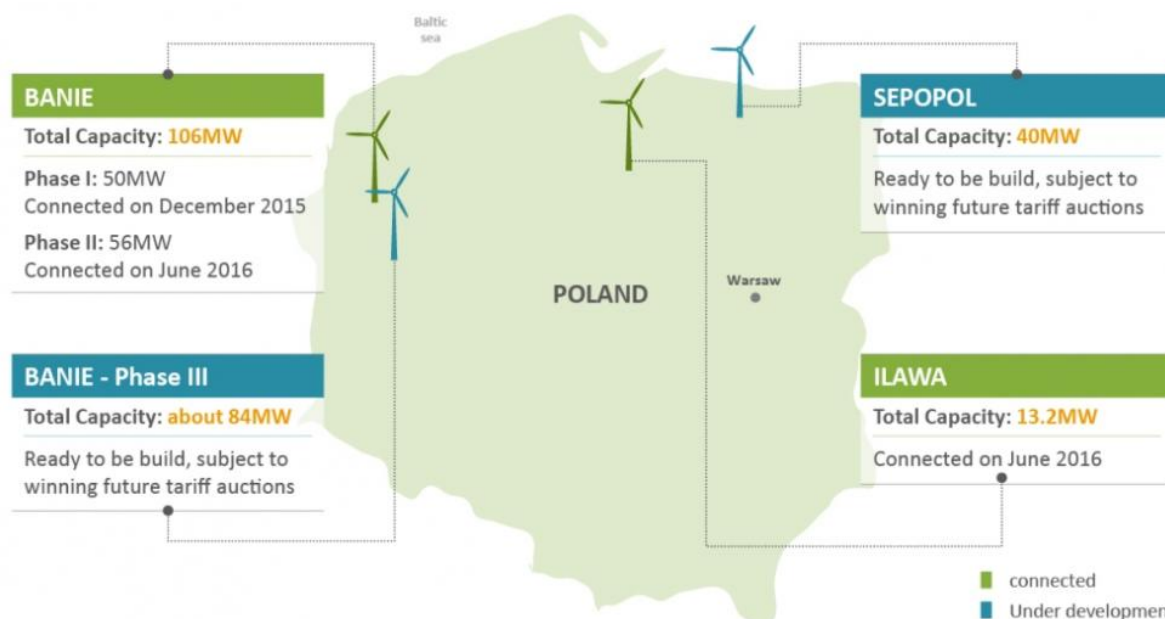 Baltic
sea
BANIE
Total Capacity: 106MW
Phase I: 50MW
Connected on December 2015
Phase II: 56MW
Connected on June 2016
SEPOPOL
Total Capacity: 40MW
Ready to be build, subject to
winning future tariff auctions
POLAND
Warsaw
BANIE - Phase III
Total Capacity: about 84MW
Ready to be build, subject to
winning future tariff auctions
ILAWA
Total Capacity: 13.2MW
Connected on June 2016
connected
Under developmen